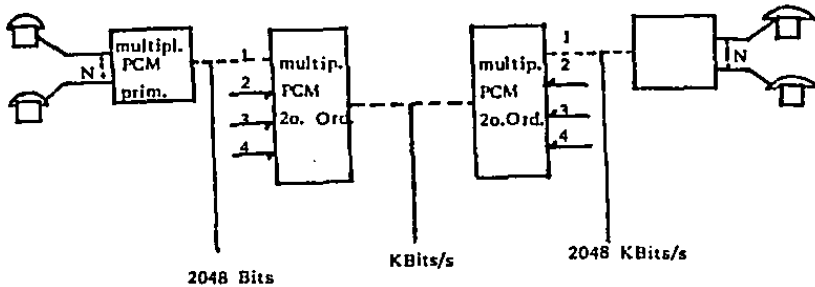 N
multipl.
PCM
prim.
1
2
3
4
multip.
PCM
2o. Ord.
multip.
PCM
2o.Ord.
1
2
3
4
N
2048 Bits
KBits/s
2048 KBits/s